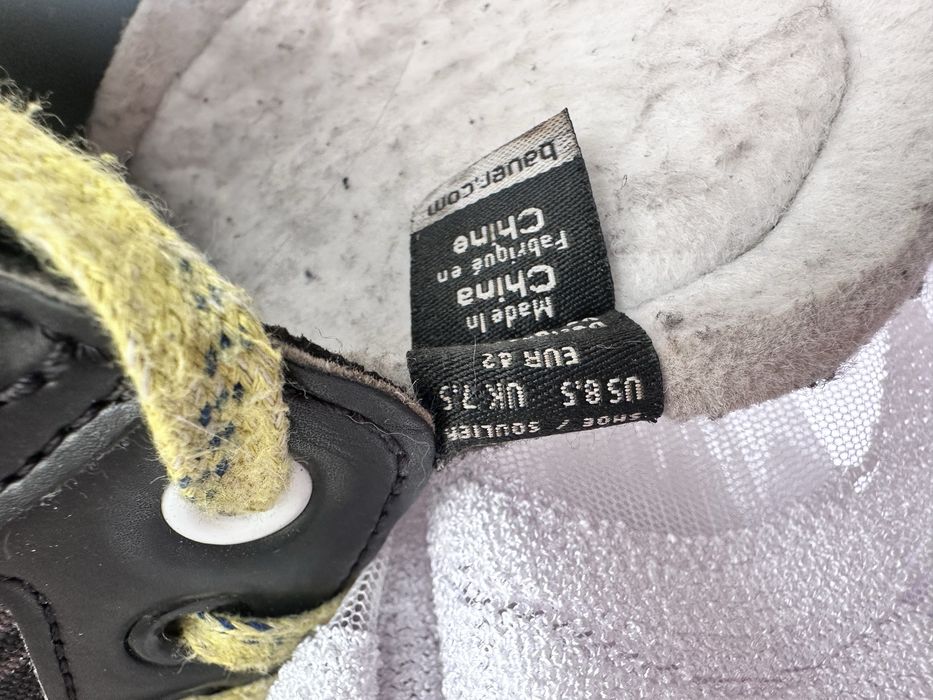 SHOE / SOULIER
US 8.5 UK 7.5
EUR 42
Made In
China
Fabriqué en
Chine
bauer.com